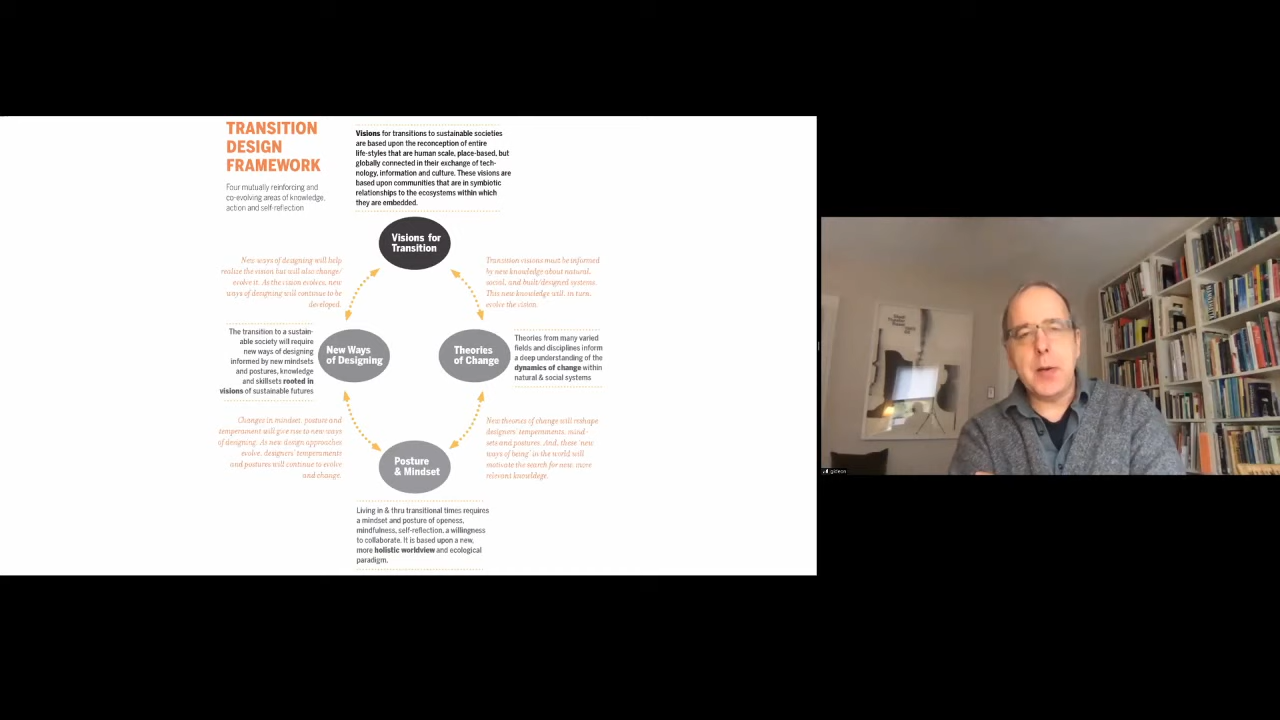 TRANSITION
DESIGN
FRAMEWORK
Four mutually reinforcing and
co-evolving areas of knowledge,
action and self-reflection
Visions for transitions to sustainable societies
are based upon the reconception of entire
life-styles that are human scale, place-based, but
globally connected in their exchange of tech-
nology, information and culture. These visions are
based upon communities that are in symbiotic
relationships to the ecosystems within which
they are embedded.
Visions for
Transition
New ways of designing will help
realize the vision but will also change/
evolve it. As the vision evolves, new
ways of designing will continue to be
developed.
Transition visions must be informed
by new knowledge about natural,
social, and built/designed systems.
This new knowledge will, in turn,
evolve the vision.
The transition to a sustain-
able society will require
new ways of designing
informed by new mindsets
and postures, knowledge
and skillsets rooted in
visions of sustainable futures
New Ways
of Designing
Theories
of Change
Theories from many varied
fields and disciplines inform
a deep understanding of the
dynamics of change within
natural & social systems
Changes in mindset, posture and
temperament will give rise to new ways
of designing. As new design approaches
evolve, designers' temperaments
and postures will continue to evolve
and change.
New theories of change will reshape
designers' temperments, mind-
sets and postures. And, these 'new
ways of being' in the world will
motivate the search for new, more
relevant knowldege.
Posture
& Mindset
Living in & thru transitional times requires
a mindset and posture of openess,
mindfulness, self-reflection, a willingness
to collaborate. It is based upon a new,
more holistic worldview and ecological
paradigm.
gideon